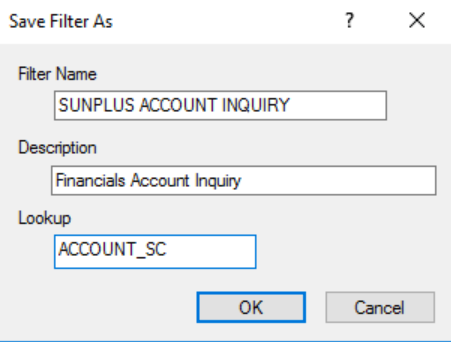 Save Filter As ? ×
Filter Name
SUNPLUS ACCOUNT INQUIRY
Description
Financials Account Inquiry
Lookup
ACCOUNT_SC
OK Cancel